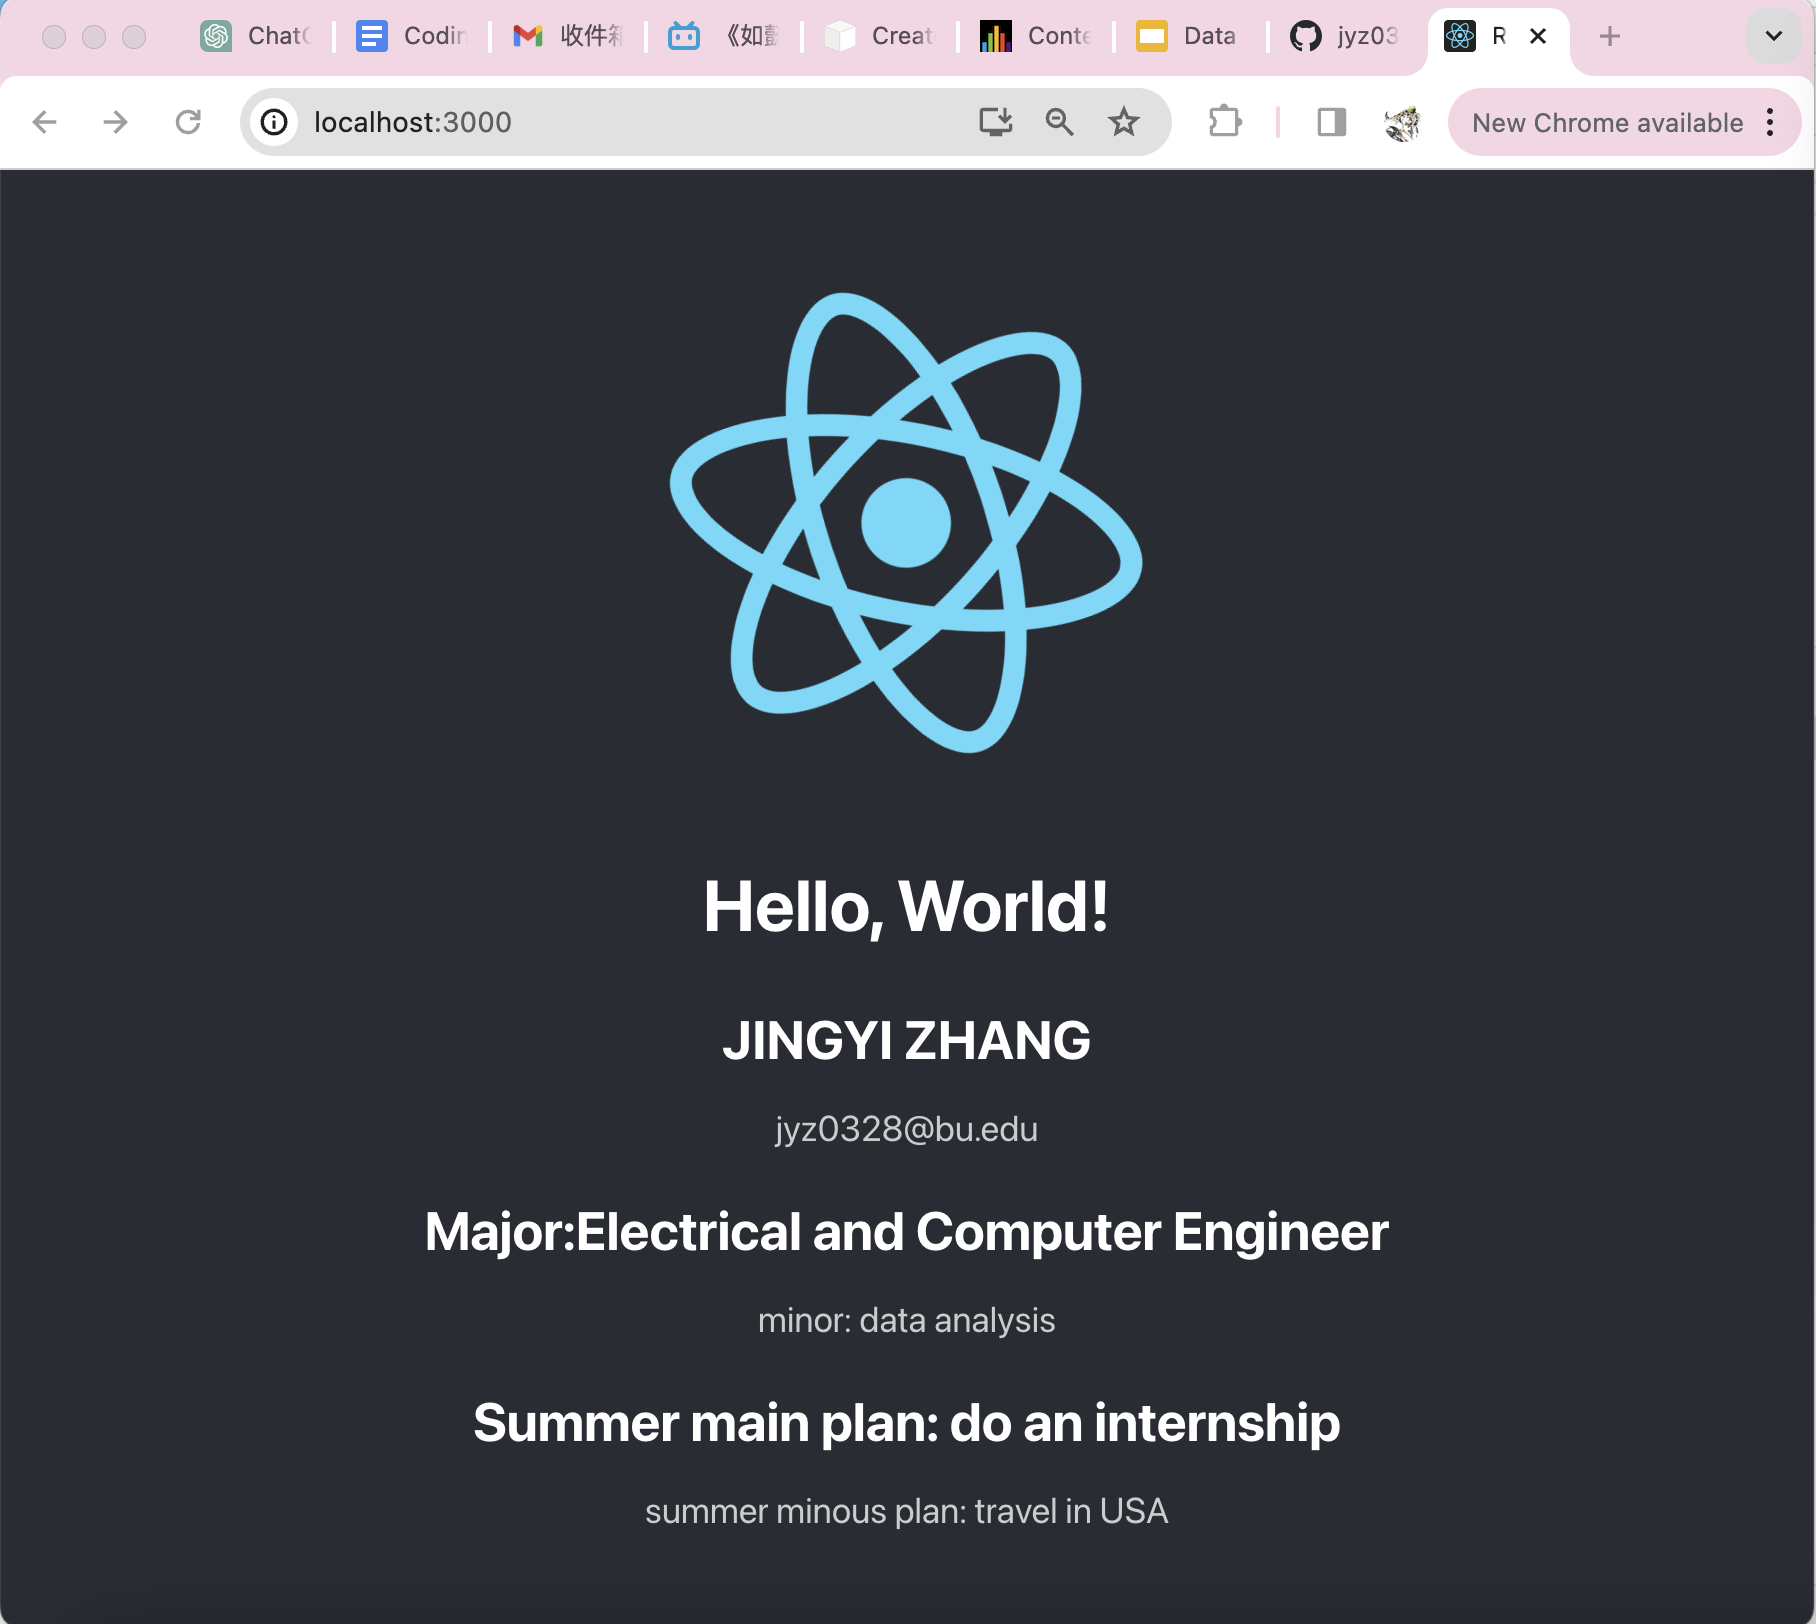 Chat
Codin
收件箱
《如懿
Creat
Conte
Data
jyz03
R
localhost:3000
New Chrome available
Hello, World!
JINGYI ZHANG
jyz0328@bu.edu
Major:Electrical and Computer Engineer
minor: data analysis
Summer main plan: do an internship
summer minous plan: travel in USA